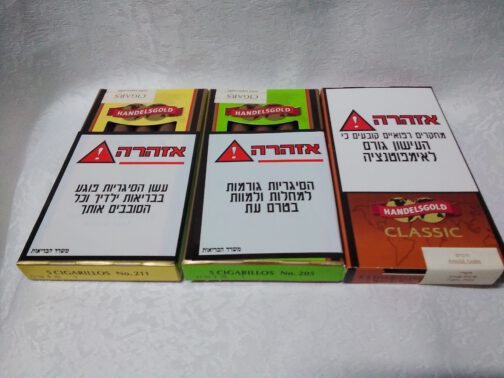 CIGARS
HANDELSGOLD
אזהרה
עשן הסיגריות פוגע
בבריאות ילדיך וכל
הסובבים אותך
משרד הבריאות
5 CIGARILLOS No. 211
CIGARS
HANDELSGOLD
אזהרה
הסיגריות גורמות
למחלות ולמוות
בטרם עת
משרד הבריאות
5 CIGARILLOS No. 205
אזהרה
מחקרים רפואיים קובעים כי
העישון גורם
לאימפוטנציה
HANDELSGOLD
CLASSIC